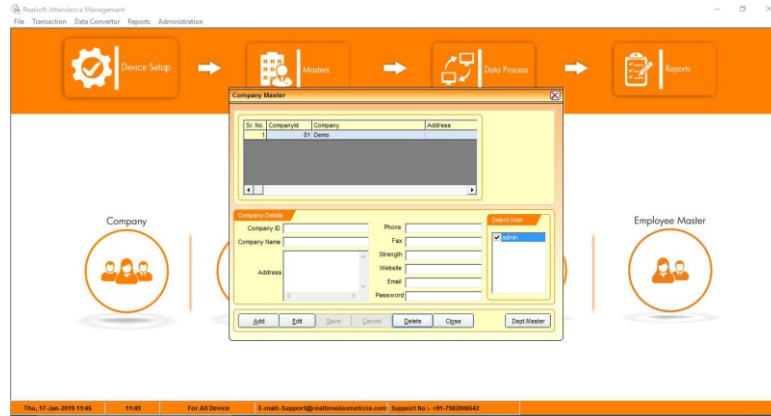 Realsoft Attendance Management
File Transaction Data Convertor Reports Administration
Device Setup
Masters
Data Process
Reports
Company Master
Sr. No. CompanyId Company Address
1 01 Demo
Company
Employee Master
Company Details
Select User
Company ID
Phone
admin
Company Name
Fax
Strength
Address
Website
Email
Password
Add Edit Save Cancel Delete Close Dept.Master
Thu, 17-Jan-2019 11:45 11:49 For All Device E-mail:-Support@realtimebiometrcis.com Support No :- +91-7982006542